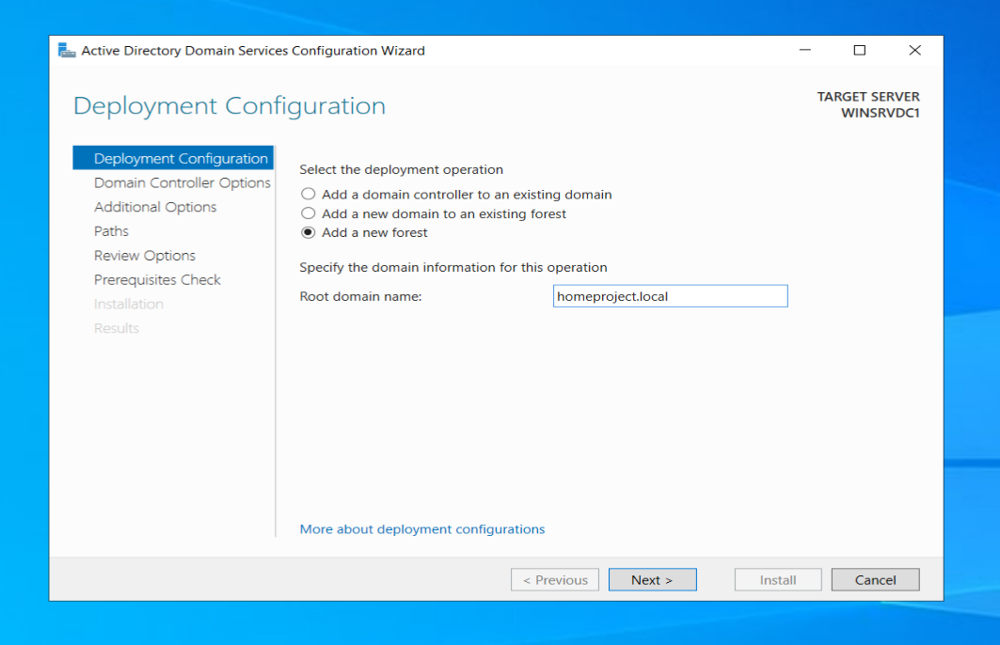 Active Directory Domain Services Configuration Wizard
Deployment Configuration
TARGET SERVER
WINSRVDC1
Deployment Configuration
Domain Controller Options
Additional Options
Paths
Review Options
Prerequisites Check
Installation
Results
Select the deployment operation
Add a domain controller to an existing domain
Add a new domain to an existing forest
Add a new forest
Specify the domain information for this operation
Root domain name: homeproject.local
More about deployment configurations
< Previous Next > Install Cancel